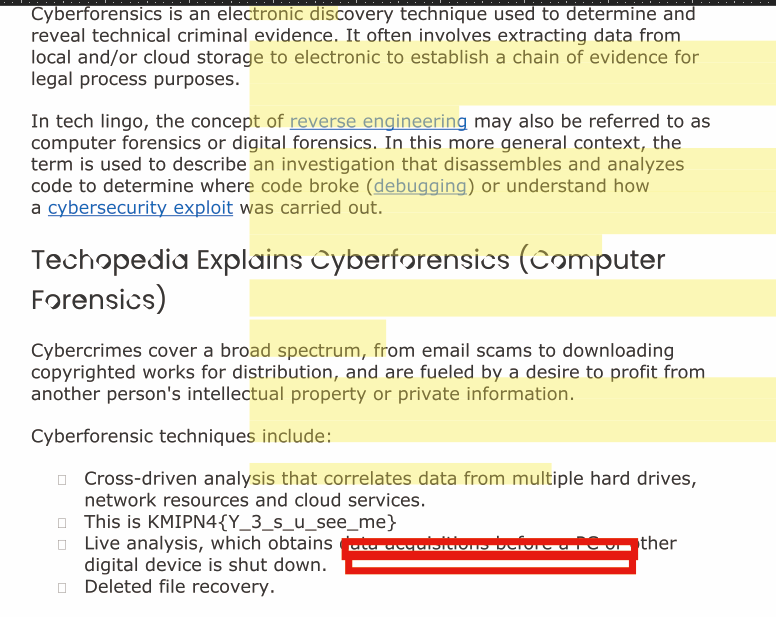 Cyberforensics is an electronic discovery technique used to determine and
reveal technical criminal evidence. It often involves extracting data from
local and/or cloud storage to electronic to establish a chain of evidence for
legal process purposes.
In tech lingo, the concept of reverse engineering may also be referred to as
computer forensics or digital forensics. In this more general context, the
term is used to describe an investigation that disassembles and analyzes
code to determine where code broke (debugging) or understand how
a cybersecurity exploit was carried out.
Techopedia Explains Cyberforensics (Computer
Forensics)
Cybercrimes cover a broad spectrum, from email scams to downloading
copyrighted works for distribution, and are fueled by a desire to profit from
another person's intellectual property or private information.
Cyberforensic techniques include:
Cross-driven analysis that correlates data from multiple hard drives,
network resources and cloud services.
This is KMIPN4{Y_3_s_u_see_me}
Live analysis, which obtains data acquisitions before a PC or other
digital device is shut down.
Deleted file recovery.